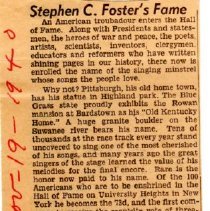 Stephen C. Foster's Fame
An American troubadour enters the Hall
of Fame. Along with Presidents and states-
men, the heroes of war and peace, the poets,
artists, scientists, inventors, clergymen,
educators and reformers who have written
shining pages in our history, there now is
enrolled the name of the singing minstrel
whose songs the people love.
Why not? Pittsburgh, his old home town,
has his statue in Highland park. The Blue
Grass state proudly exhibits the Rowan
mansion at Bardstown as his "Old Kentucky
Home." A huge granite boulder on the
Suwanee river bears his name. Tens of
thousands at the race track every year stand
uncovered to sing one of the most cherished
of his songs, and many years ago the great
singers of the stage learned the value of his
melodies for the final encore. Rare is the
honor now paid to his name. Of the 100
Americans who are to be enshrined in the
Hall of Fame on University Heights in New
York he becomes the 73d, and the first con-